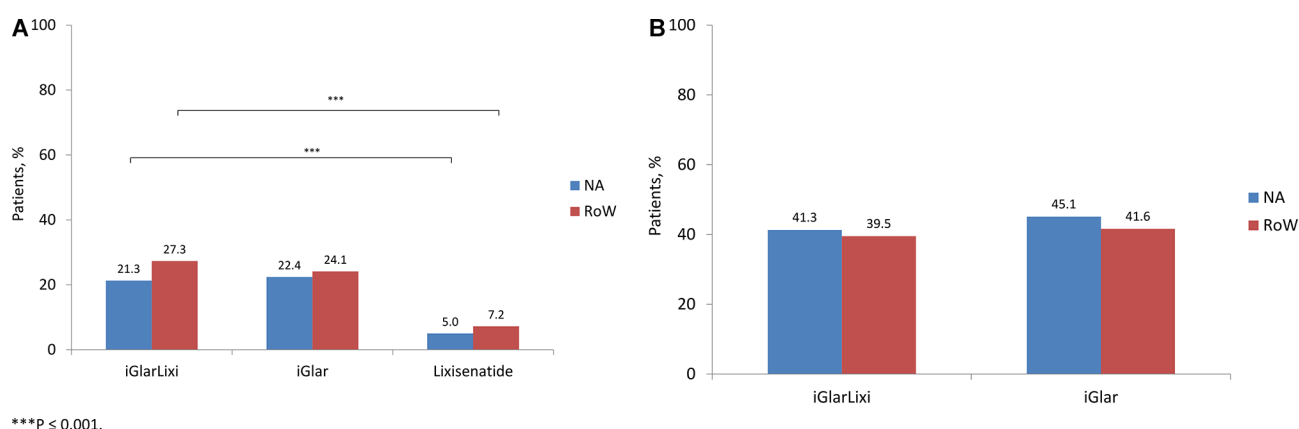 A
100
80
60
40
20
0
Patients, %
***
***
21.3
27.3
22.4
24.1
5.0
7.2
iGlarLixi
iGlar
Lixisenatide
NA
RoW
***P ≤ 0.001.
B
100
80
60
40
20
0
Patients, %
41.3
39.5
45.1
41.6
iGlarLixi
iGlar
NA
RoW